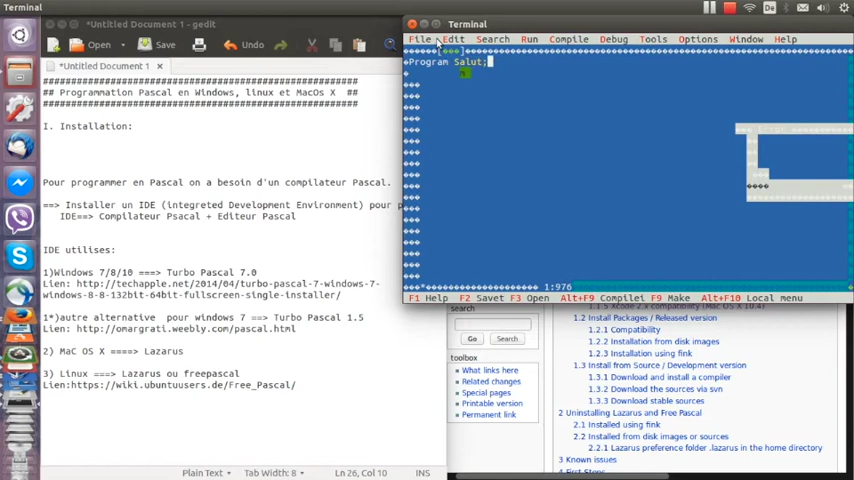 Terminal
De
*Untitled Document 1 - gedit
Open
Save
Undo
*Untitled Document 1
##################################################
## Programmation Pascal en Windows, linux et MacOS X  ##
##################################################
I. Installation:
Pour programmer en Pascal on a besoin d'un compilateur Pascal.
==> Installer un IDE (integreted Development Environment) pour p
IDE==> Compilateur Psacal + Editeur Pascal
IDE utilises:
1)Windows 7/8/10 ===> Turbo Pascal 7.0
Lien: http://techapple.net/2014/04/turbo-pascal-7-windows-7-
windows-8-8-132bit-64bit-fullscreen-single-installer/
1*)autre alternative  pour windows 7 ==> Turbo Pascal 1.5
Lien: http://omargrati.weebly.com/pascal.html
2) MaC OS X ====> Lazarus
3) Linux ===> Lazarus ou freepascal
Lien:https://wiki.ubuntuusers.de/Free_Pascal/
Plain Text
Tab Width: 8
Ln 26, Col 10
INS
Terminal
File Edit Search Run Compile Debug Tools Options Window Help
Program Salut;
Error
1:976
F1 Help F2 Savet F3 Open Alt+F9 Compilei F9 Make Alt+F10 Local menu
search
Go
Search
toolbox
What links here
Related changes
Special pages
Printable version
Permanent link
1.2 Install Packages / Released version
1.2.1 Compatibility
1.2.2 Installation from disk images
1.2.3 Installation using fink
1.3 Install from Source / Development version
1.3.1 Download and install a compiler
1.3.2 Download the sources via svn
1.3.3 Download stable sources
2 Uninstalling Lazarus and Free Pascal
2.1 Installed using fink
2.2 Installed from disk images or sources
2.2.1 Lazarus preference folder .lazarus in the home directory
3 Known issues
4 First Steps